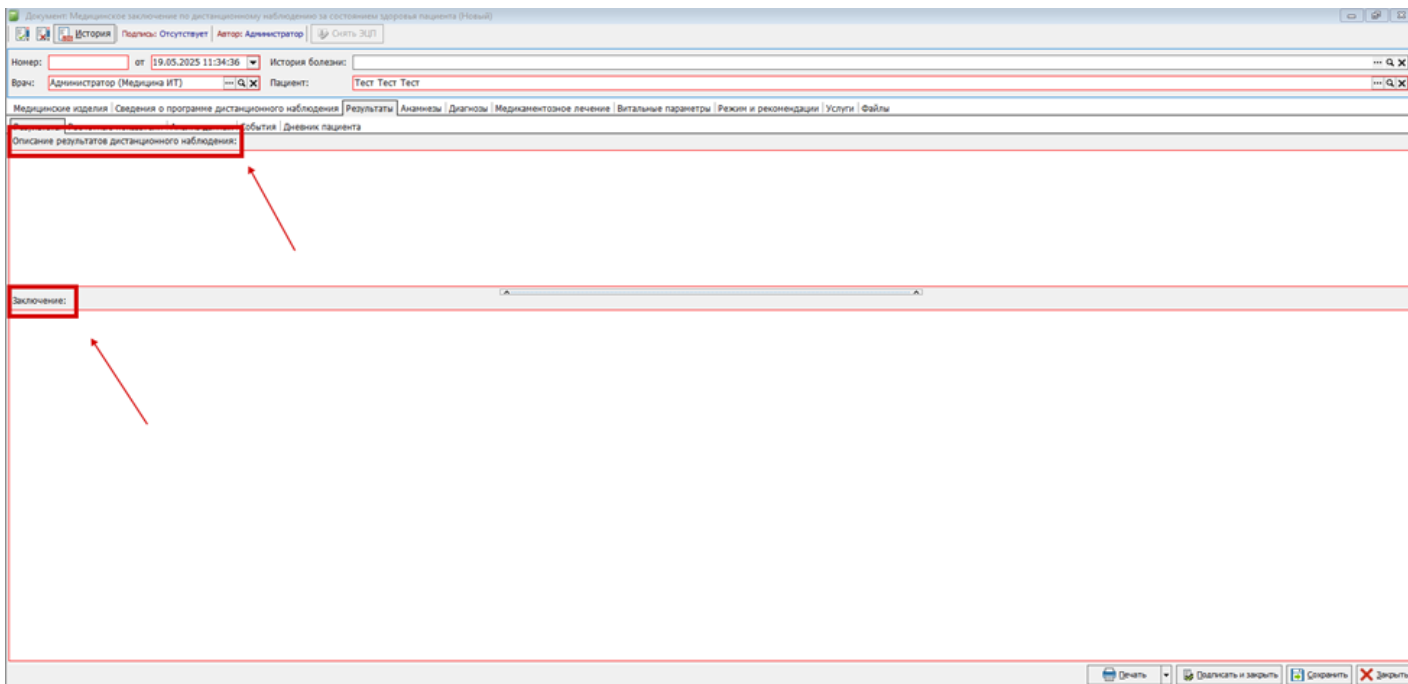 Документ: Медицинское заключение по дистанционному наблюдению за состоянием здоровья пациента (Новый)
История Подпись: Отсутствует Автор: Администратор Снять ЭЦП
Номер: от 19.05.2025 11:34:36 История болезни:
Врач: Администратор (Медицина ИТ) Пациент: Тест Тест Тест
Медицинские изделия Сведения о программе дистанционного наблюдения Результаты Анамнезы Диагнозы Медикаментозное лечение Витальные параметры Режим и рекомендации Услуги Файлы
События Дневник пациента
Описание результатов дистанционного наблюдения:
Заключение:
Печать Подписать и закрыть Сохранить Закрыть